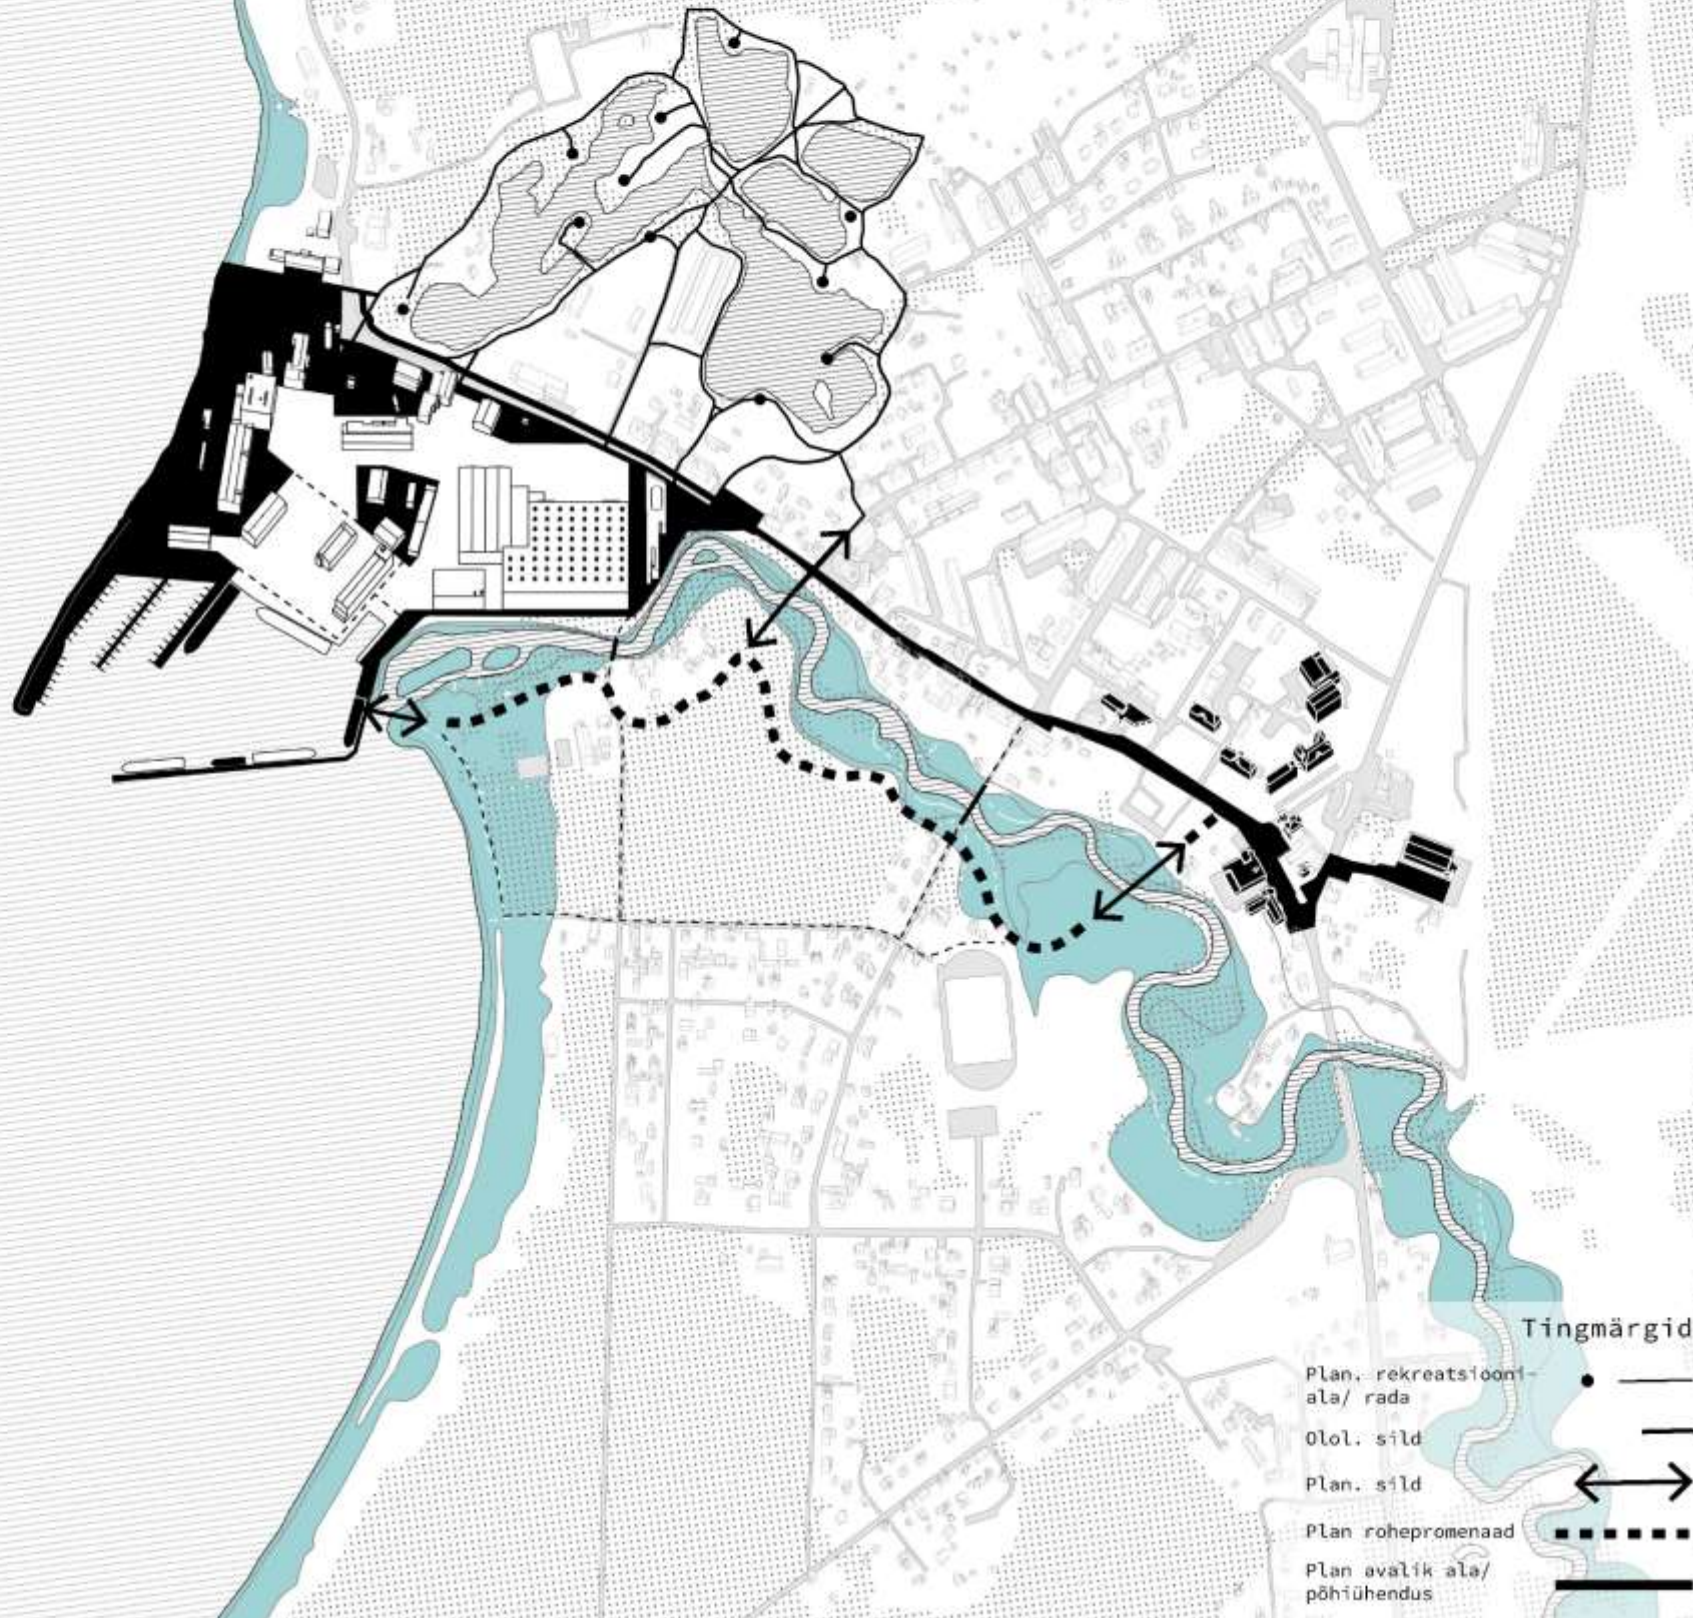 Tingmärgid
Plan. rekreatsiooni-
ala/ rada
Olol. sild
Plan. sild
Plan rohepromenaad
Plan avalik ala/
põhiühendus